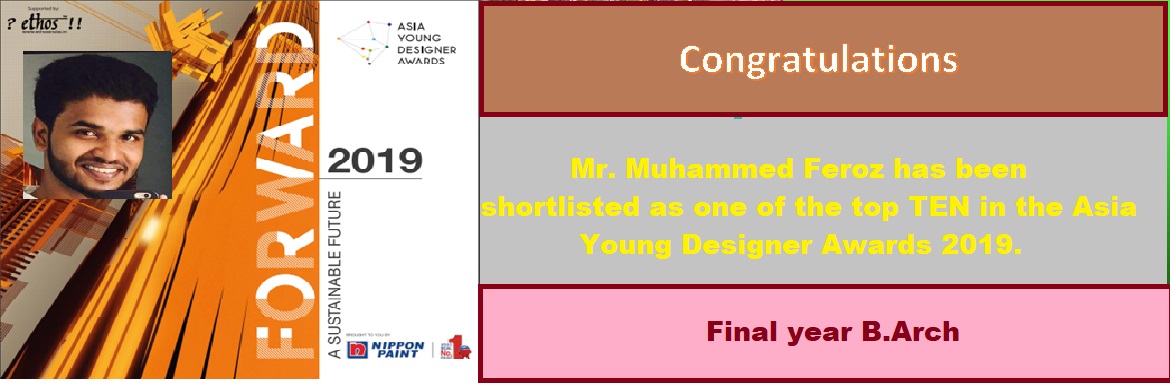 Supported by:
? ethos !!
ASIA
YOUNG
DESIGNER
AWARDS
FORWARD
2019
A SUSTAINABLE FUTURE
BROUGHT TO YOU BY
NIPPON
PAINT
Congratulations
Mr. Muhammed Feroz has been
shortlisted as one of the top TEN in the Asia
Young Designer Awards 2019.
Final year B.Arch